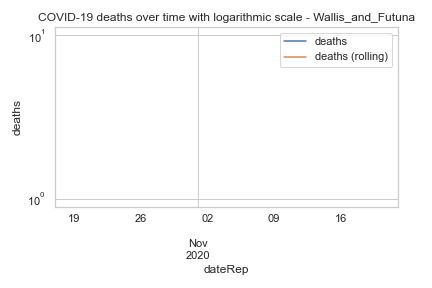 COVID-19 deaths over time with logarithmic scale - Wallis_and_Futuna
deaths
deaths (rolling)
10¹
deaths
10⁰
19 26 02 09 16
Nov
2020
dateRep